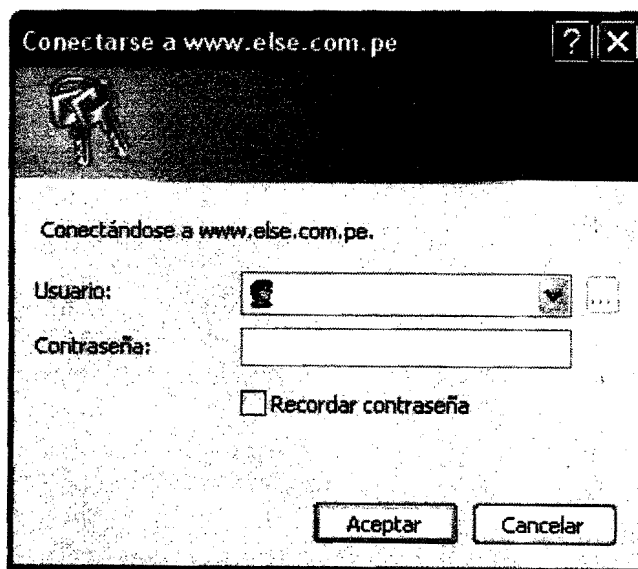 Conectarse a www.else.com.pe
Conectándose a www.else.com.pe.
Usuario:
Contraseña:
Recordar contraseña
Aceptar Cancelar